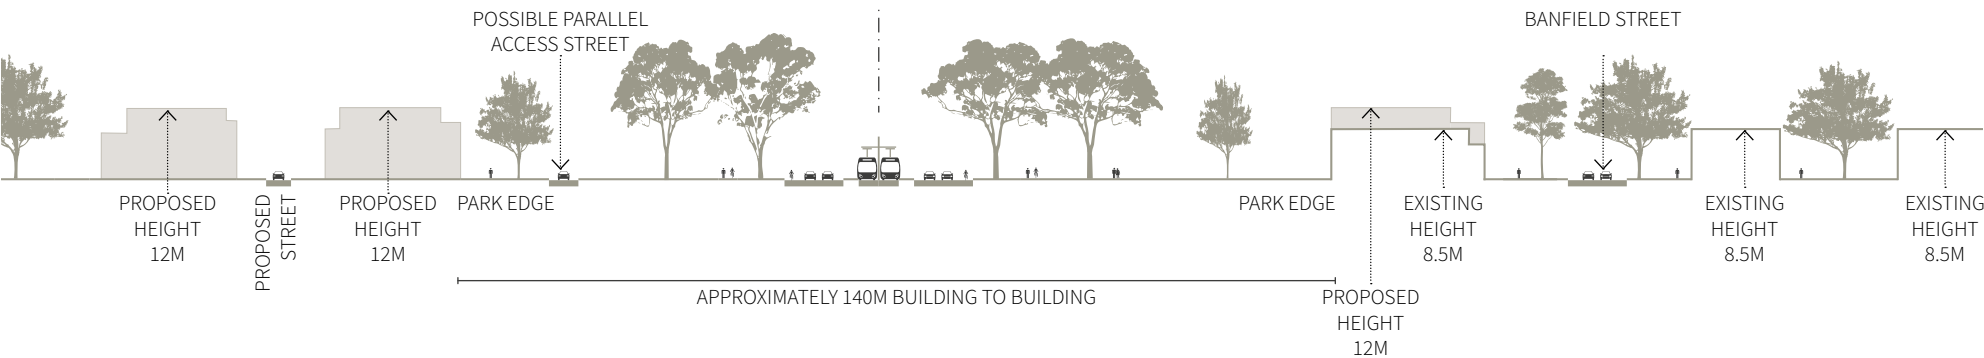 POSSIBLE PARALLEL
ACCESS STREET
BANFIELD STREET
PROPOSED
HEIGHT
12M
PROPOSED
STREET
PROPOSED
HEIGHT
12M
PARK EDGE
PARK EDGE
EXISTING
HEIGHT
8.5M
EXISTING
HEIGHT
8.5M
EXISTING
HEIGHT
8.5M
APPROXIMATELY 140M BUILDING TO BUILDING
PROPOSED
HEIGHT
12M